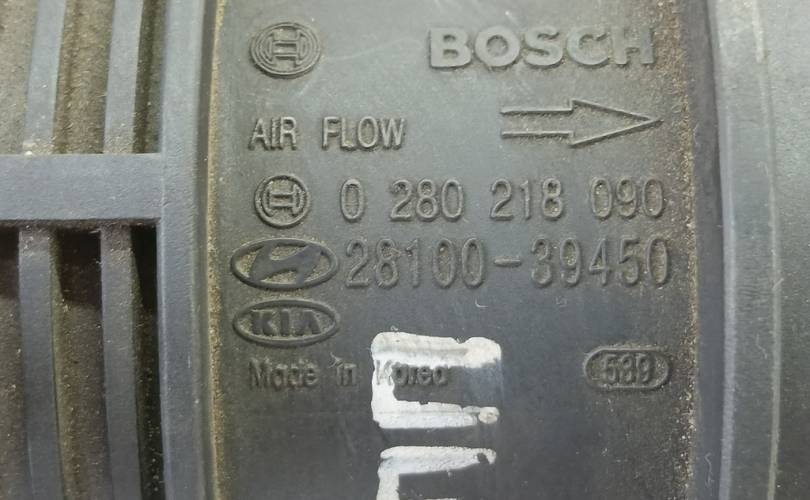 BOSCH
AIR FLOW
0 280 218 090
28100-39450
KIA
Made in Korea
539